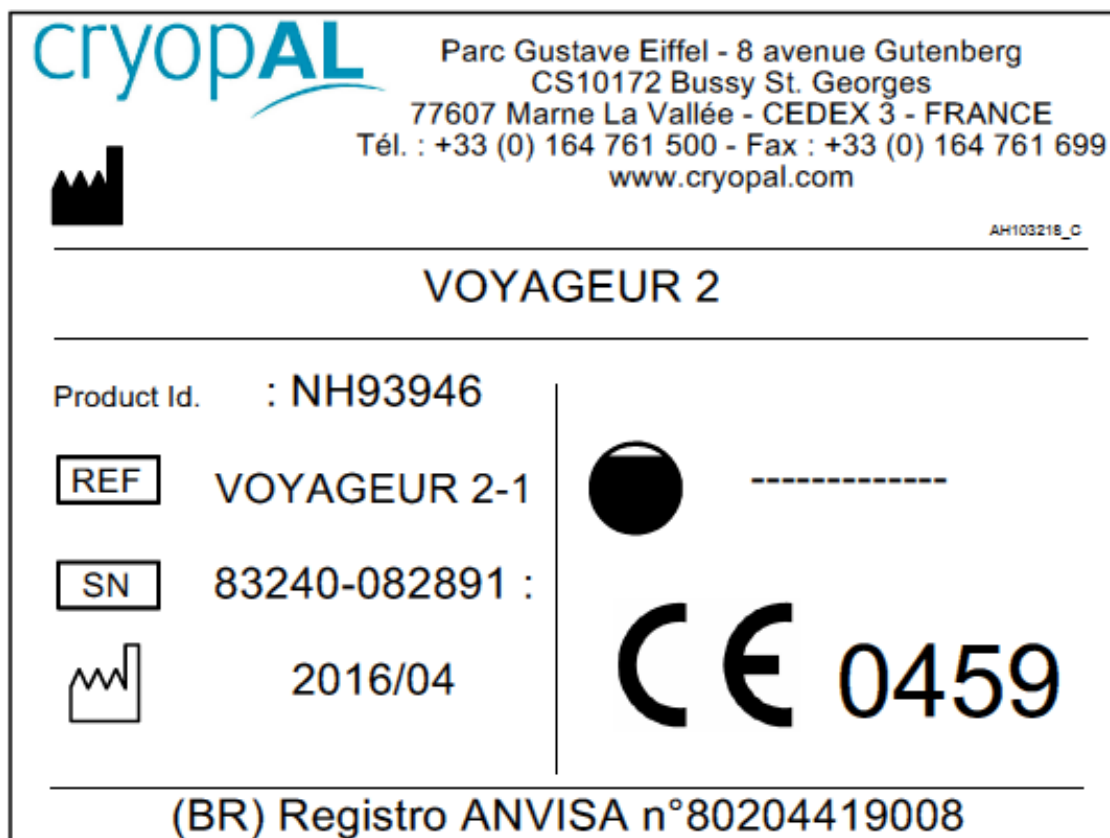 cryopAL
Parc Gustave Eiffel - 8 avenue Gutenberg
CS10172 Bussy St. Georges
77607 Marne La Vallée - CEDEX 3 - FRANCE
Tél. : +33 (0) 164 761 500 - Fax : +33 (0) 164 761 699
www.cryopal.com
AH103218_C
VOYAGEUR 2
Product Id. : NH93946
REF VOYAGEUR 2-1
-------------
SN 83240-082891 :
2016/04
CE 0459
(BR) Registro ANVISA n°80204419008